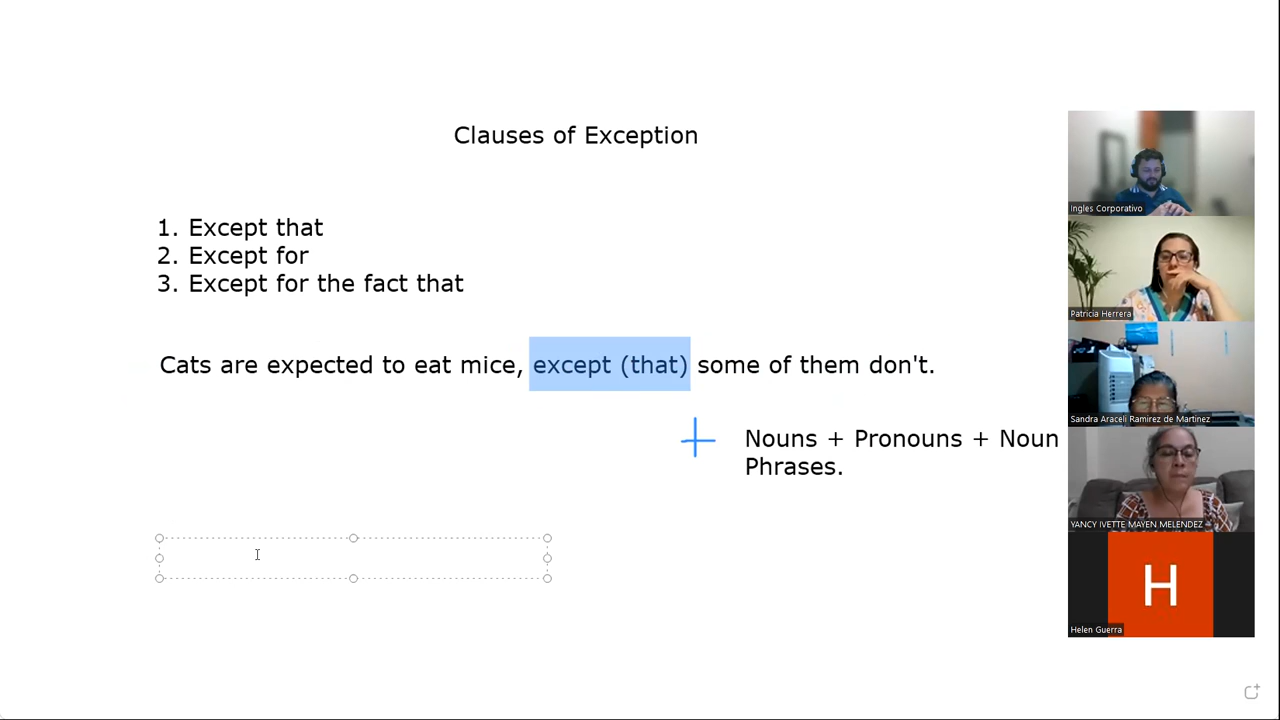 Clauses of Exception
1. Except that
2. Except for
3. Except for the fact that
Cats are expected to eat mice, except (that) some of them don't.
Nouns + Pronouns + Noun
Phrases.
Ingles Corporativo
Patricia Herrera
Sandra Araceli Ramirez de Martinez
YANCY IVETTE MAYEN MELENDEZ
H
Helen Guerra